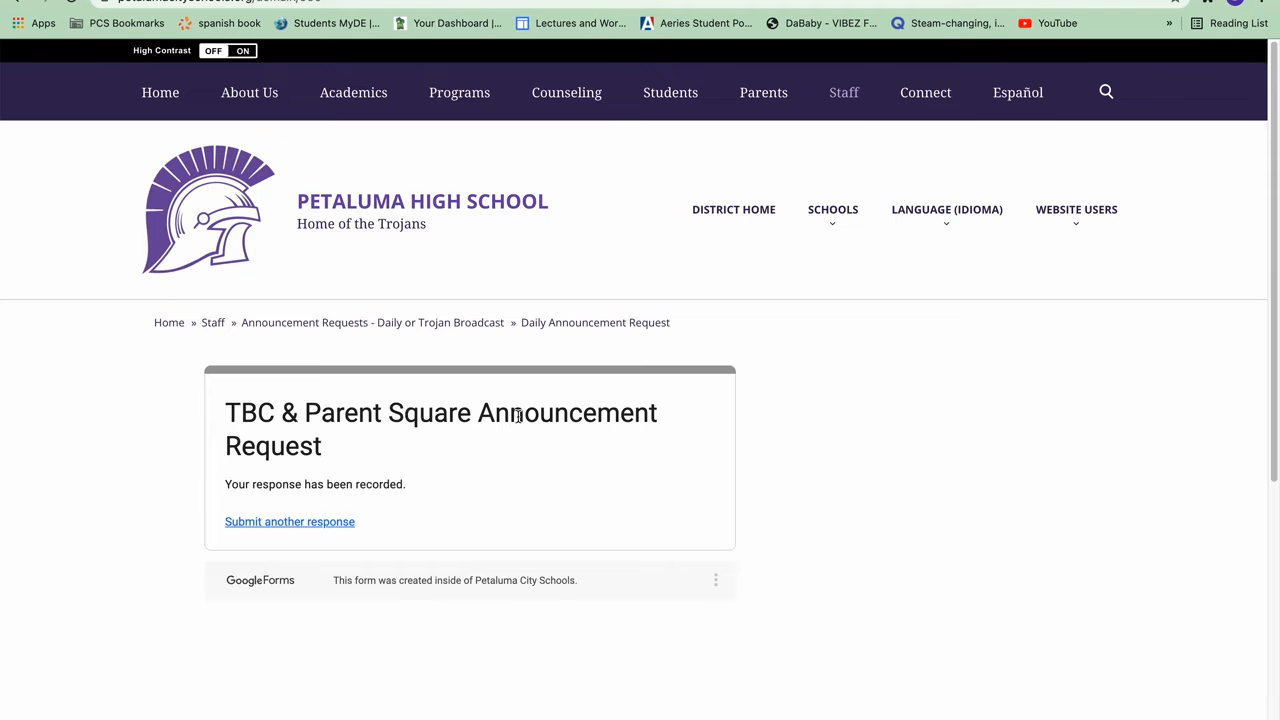 Apps PCS Bookmarks spanish book Students MyDE |... Your Dashboard |... Lectures and Wor... Aeries Student Po... DaBaby - VIBEZ F... Steam-changing, i... YouTube » Reading List
High Contrast OFF ON
Home About Us Academics Programs Counseling Students Parents Staff Connect Español
PETALUMA HIGH SCHOOL
Home of the Trojans
DISTRICT HOME SCHOOLS LANGUAGE (IDIOMA) WEBSITE USERS
Home » Staff » Announcement Requests - Daily or Trojan Broadcast » Daily Announcement Request
TBC & Parent Square Announcement
Request
Your response has been recorded.
Submit another response
GoogleForms This form was created inside of Petaluma City Schools.